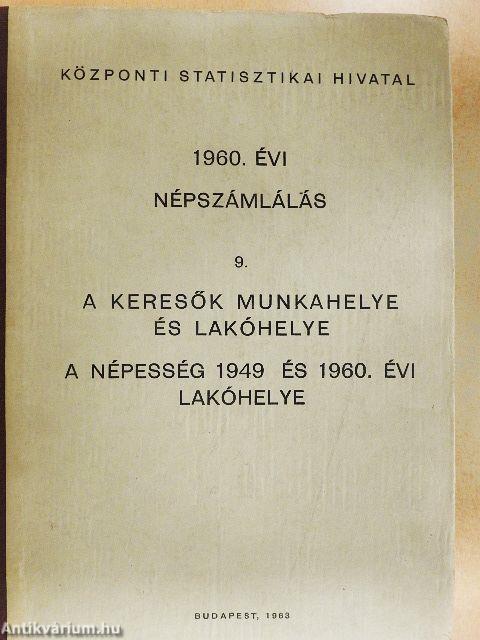 KÖZPONTI STATISZTIKAI HIVATAL
1960. ÉVI
NÉPSZÁMLÁLÁS
9.
A KERESŐK MUNKAHELYE
ÉS LAKÓHELYE
A NÉPESSÉG 1949 ÉS 1960. ÉVI
LAKÓHELYE
BUDAPEST, 1963
Antikvárium.hu